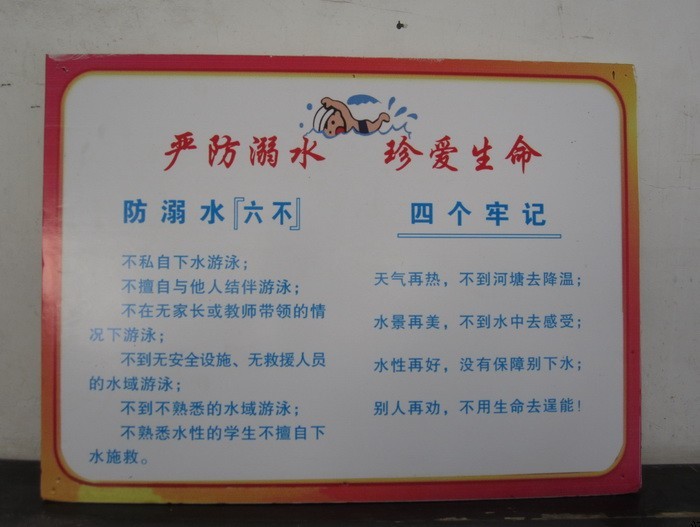 严防溺水 珍爱生命
防溺水『六不』
不私自下水游泳；
不擅自与他人结伴游泳；
不在无家长或教师带领的情
况下游泳；
不到无安全设施、无救援人员
的水域游泳；
不到不熟悉的水域游泳；
不熟悉水性的学生不擅自下
水施救。
四个牢记
天气再热，不到河塘去降温；
水景再美，不到水中去感受；
水性再好，没有保障别下水；
别人再劝，不用生命去逞能！